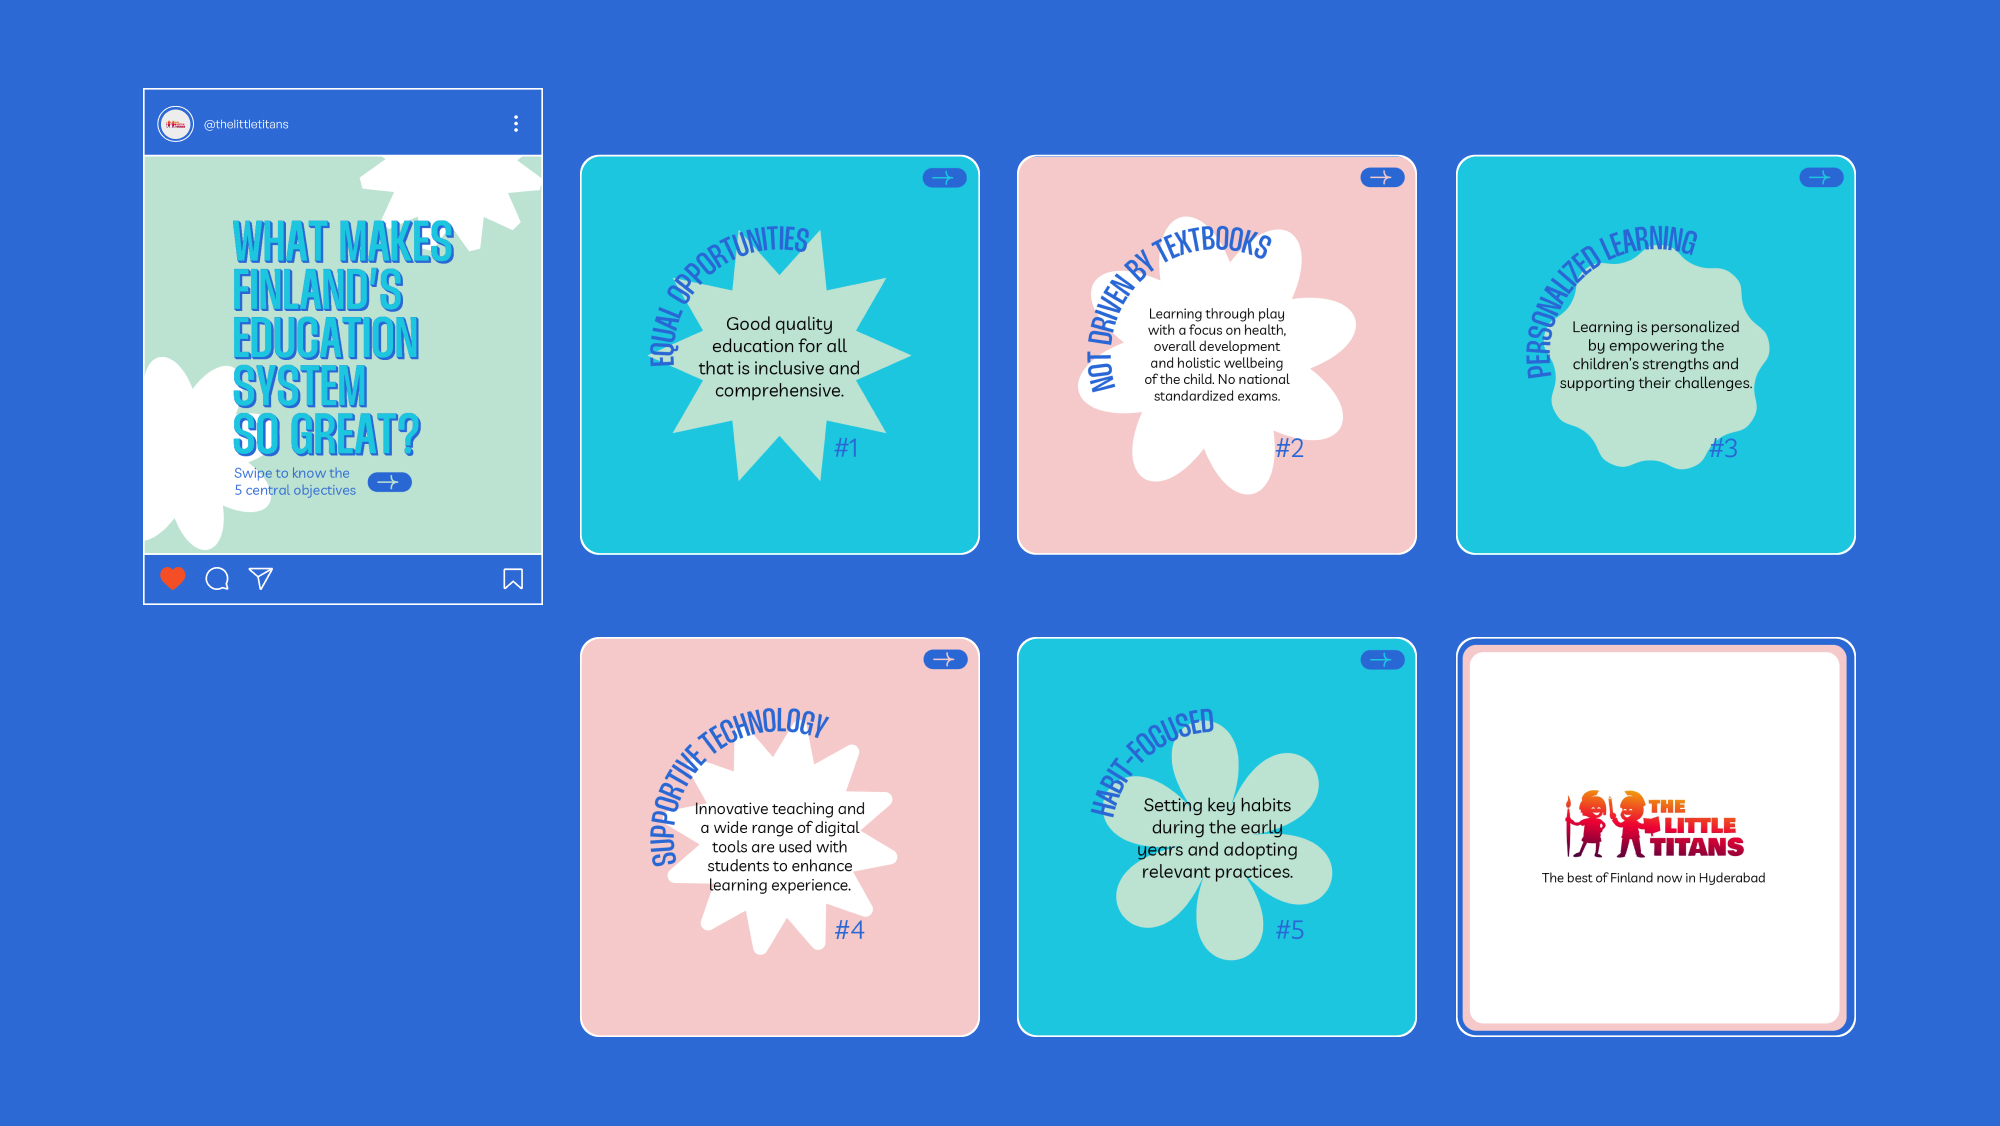 @thelittletitans
WHAT MAKES
FINLAND'S
EDUCATION
SYSTEM
SO GREAT?
Swipe to know the
5 central objectives
EQUAL OPPORTUNITIES
Good quality
education for all
that is inclusive and
comprehensive.
#1
NOT DRIVEN BY TEXTBOOKS
Learning through play
with a focus on health,
overall development
and holistic wellbeing
of the child. No national
standardized exams.
#2
PERSONALIZED LEARNING
Learning is personalized
by empowering the
children's strengths and
supporting their challenges.
#3
SUPPORTIVE TECHNOLOGY
Innovative teaching and
a wide range of digital
tools are used with
students to enhance
learning experience.
#4
HABIT-FOCUSED
Setting key habits
during the early
years and adopting
relevant practices.
#5
THE
LITTLE
TITANS
The best of Finland now in Hyderabad